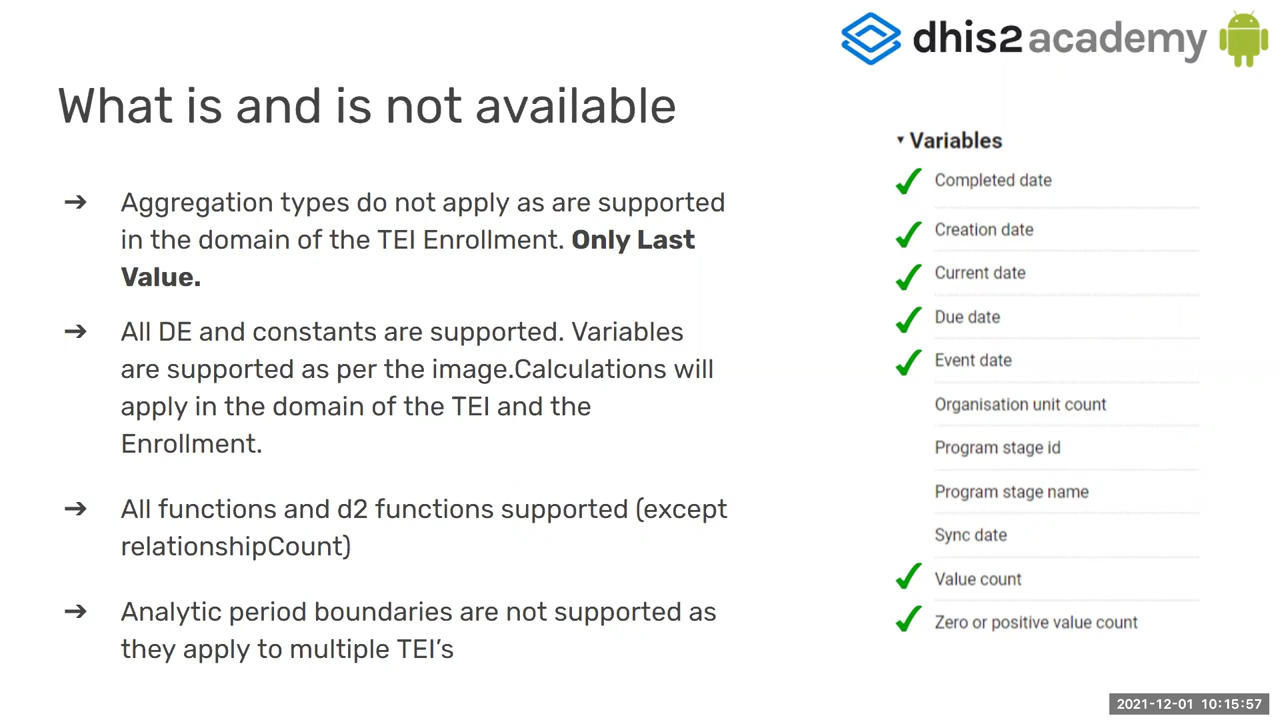 dhis2 academy
What is and is not available
➔ Aggregation types do not apply as are supported
in the domain of the TEI Enrollment. Only Last
Value.
➔ All DE and constants are supported. Variables
are supported as per the image.Calculations will
apply in the domain of the TEI and the
Enrollment.
➔ All functions and d2 functions supported (except
relationshipCount)
➔ Analytic period boundaries are not supported as
they apply to multiple TEI’s
▾ Variables
✓ Completed date
✓ Creation date
✓ Current date
✓ Due date
✓ Event date
Organisation unit count
Program stage id
Program stage name
Sync date
✓ Value count
✓ Zero or positive value count
2021-12-01 10:15:57